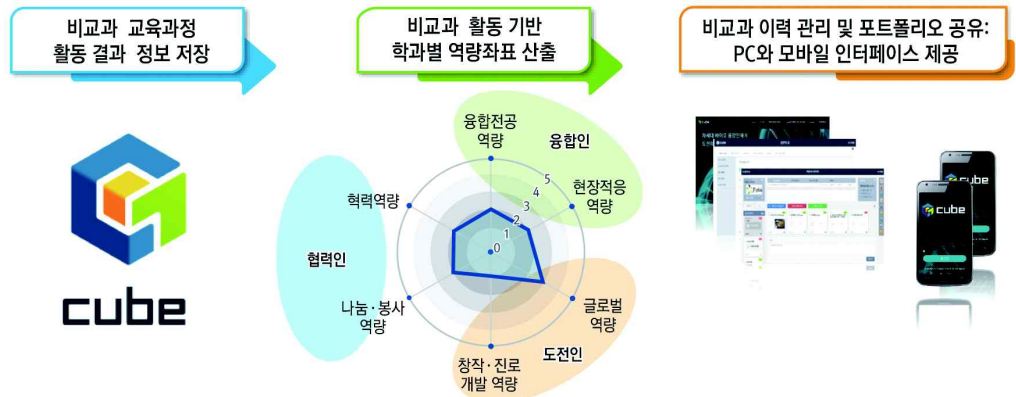 비교과 교육과정
활동 결과 정보 저장
비교과 활동 기반
학과별 역량좌표 산출
비교과 이력 관리 및 포트폴리오 공유:
PC와 모바일 인터페이스 제공
cube
융합전공
역량
융합인
현장적응
역량
혁력역량
협력인
나눔·봉사
역량
창작·진로
개발 역량
도전인
글로벌
역량
5
4
3
2
1
0
cube
cube